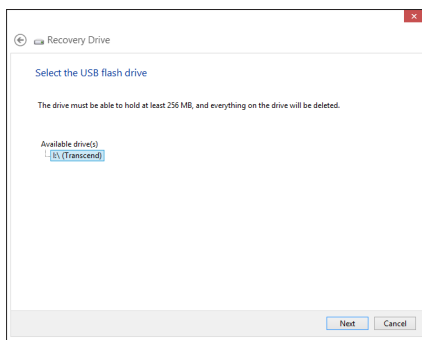 Recovery Drive
Select the USB flash drive
The drive must be able to hold at least 256 MB, and everything on the drive will be deleted.
Available drive(s)
I:\ (Transcend)
Next Cancel